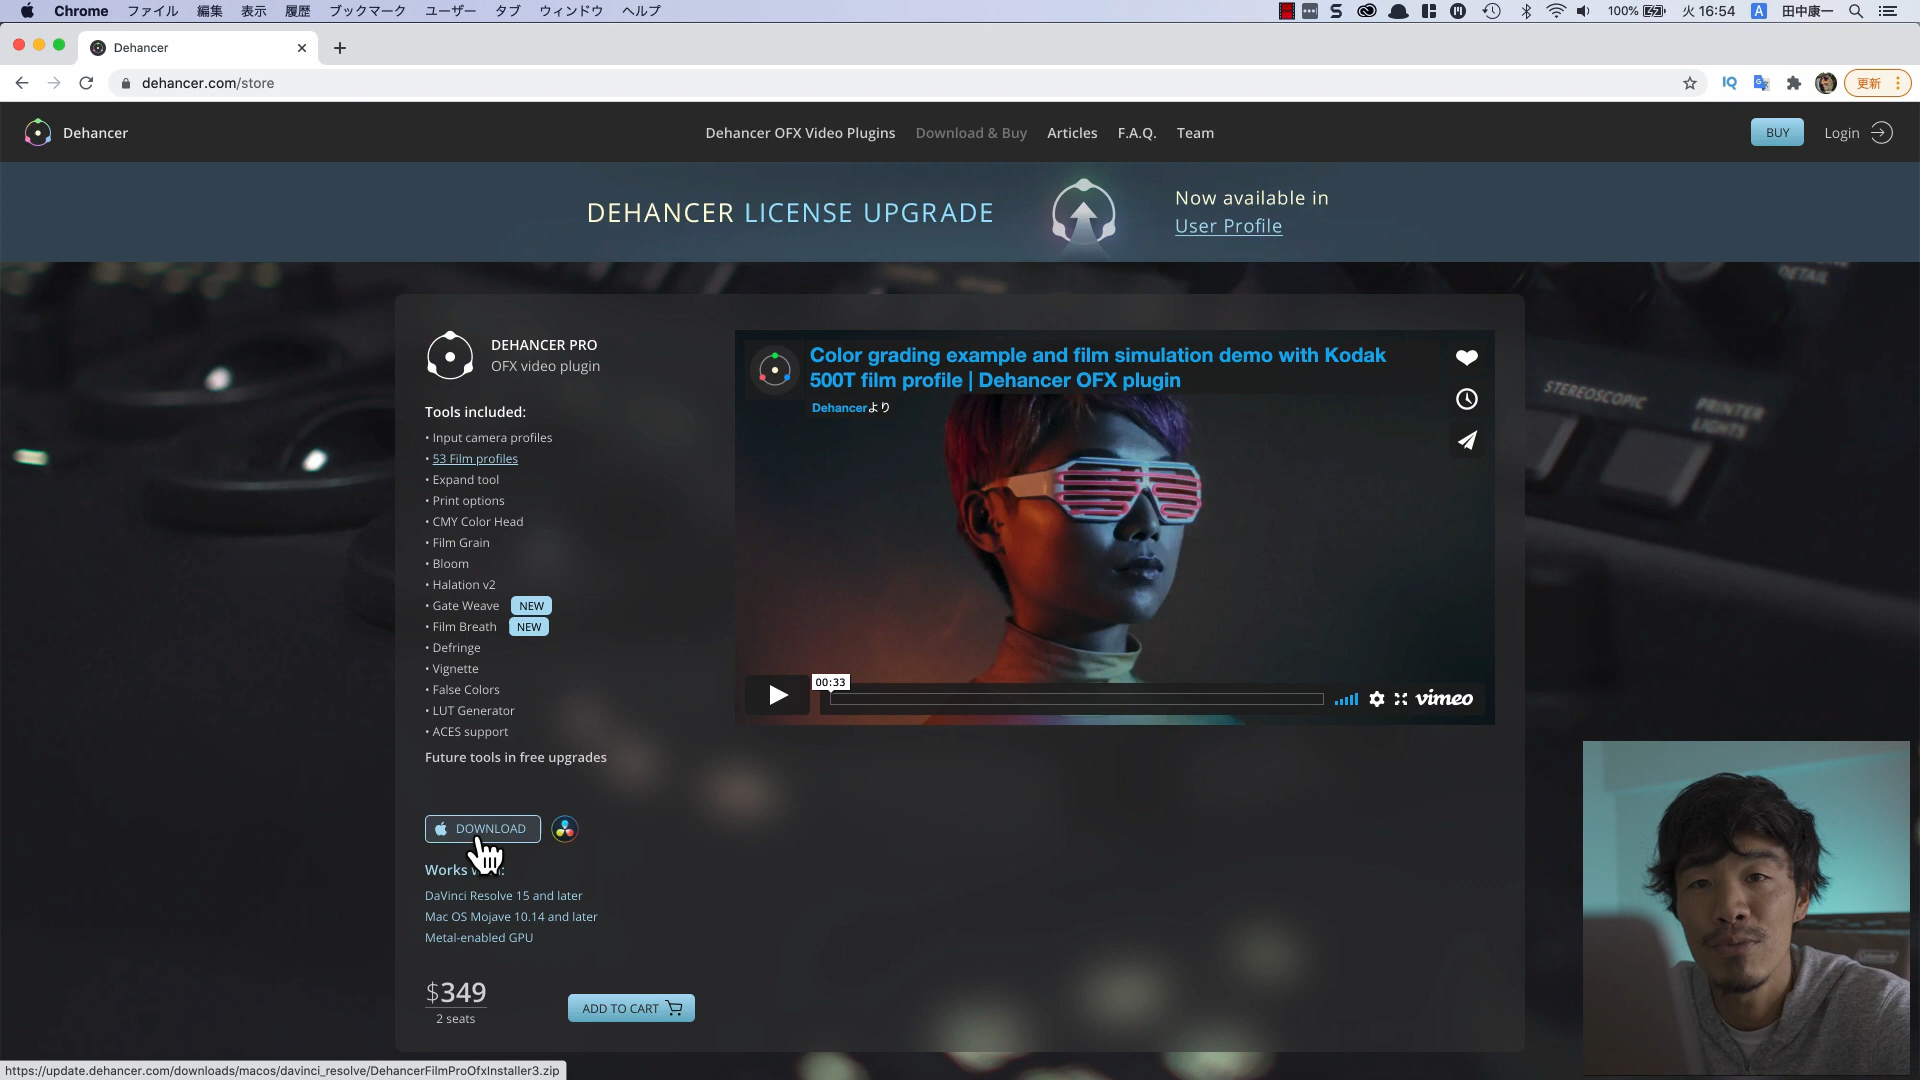 Chrome ファイル 編集 表示 履歴 ブックマーク ユーザー タブ ウィンドウ ヘルプ 100% 火 16:54 A 田中康一
Dehancer
dehancer.com/store
IQ 更新
Dehancer
Dehancer OFX Video Plugins Download & Buy Articles F.A.Q. Team
BUY Login
DEHANCER LICENSE UPGRADE
Now available in
User Profile
DETAIL
STEREOSCOPIC
PRINTER
LIGHTS
DEHANCER PRO
OFX video plugin
Tools included:
• Input camera profiles
• 53 Film profiles
• Expand tool
• Print options
• CMY Color Head
• Film Grain
• Bloom
• Halation v2
• Gate Weave NEW
• Film Breath NEW
• Defringe
• Vignette
• False Colors
• LUT Generator
• ACES support
Future tools in free upgrades
Color grading example and film simulation demo with Kodak
500T film profile | Dehancer OFX plugin
Dehancerより
00:33
vimeo
DOWNLOAD
Works
DaVinci Resolve 15 and later
Mac OS Mojave 10.14 and later
Metal-enabled GPU
$349
2 seats
ADD TO CART
https://update.dehancer.com/downloads/macos/davinci_resolve/DehancerFilmProOfxInstaller3.zip